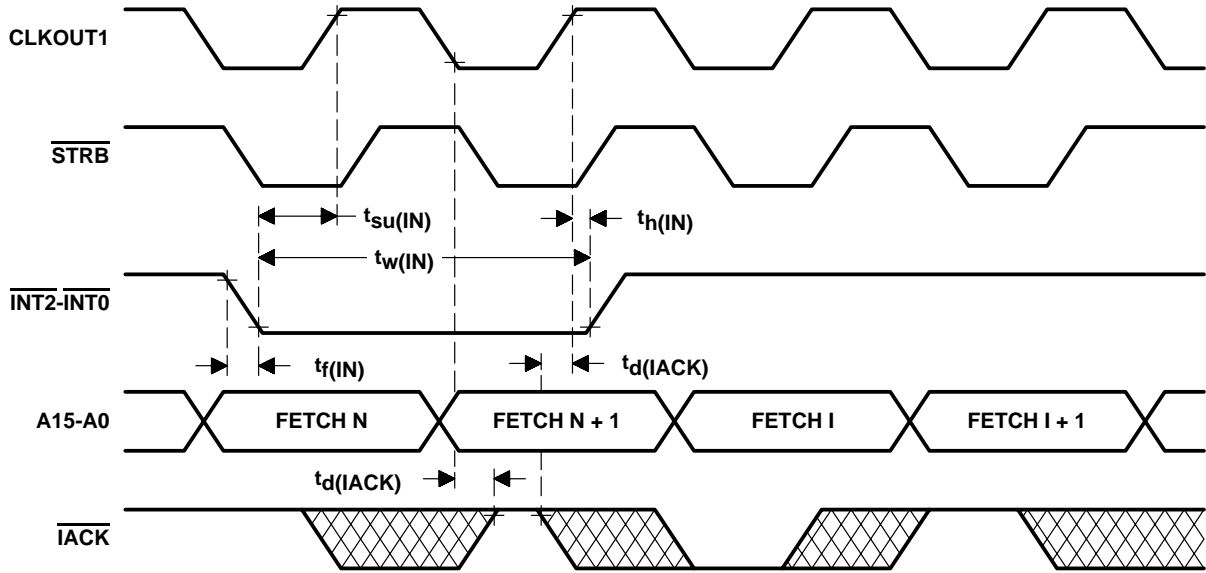 CLKOUT1
STRB
tsu(IN)
th(IN)
tw(IN)
INT2-INT0
tf(IN)
td(IACK)
A15-A0
FETCH N
FETCH N + 1
FETCH I
FETCH I + 1
td(IACK)
IACK